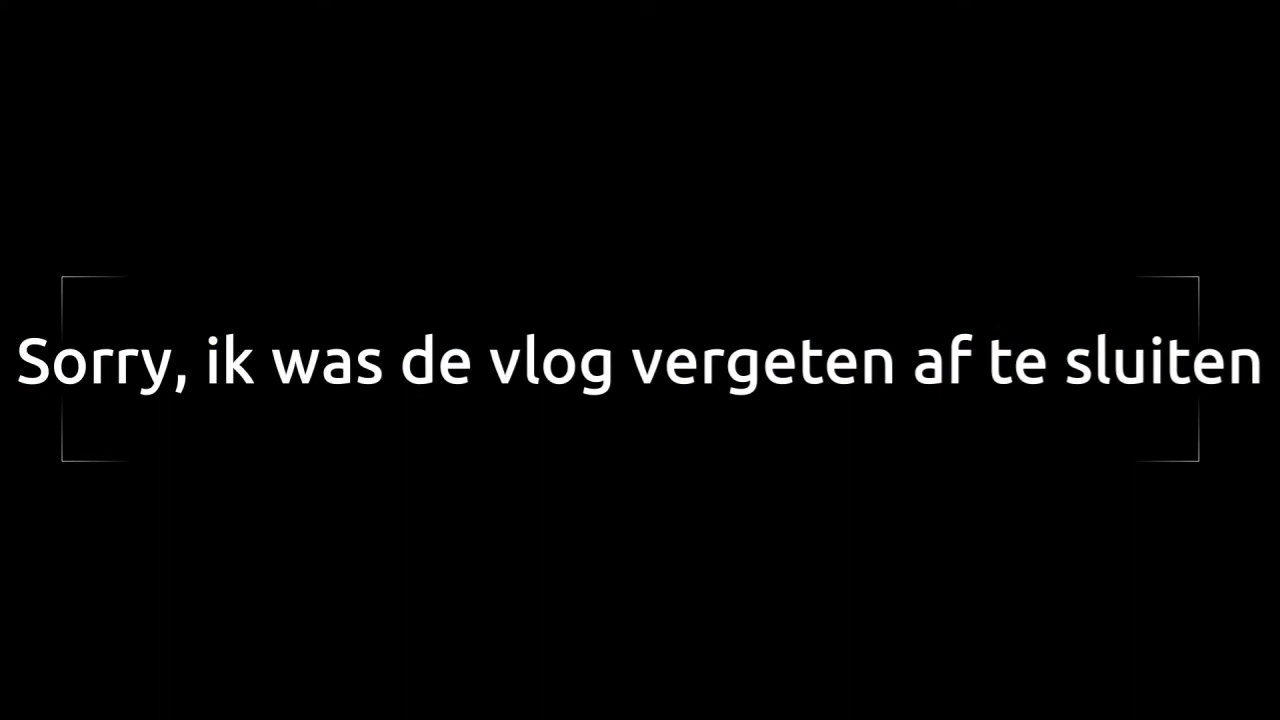 Sorry, ik was de vlog vergeten af te sluiten